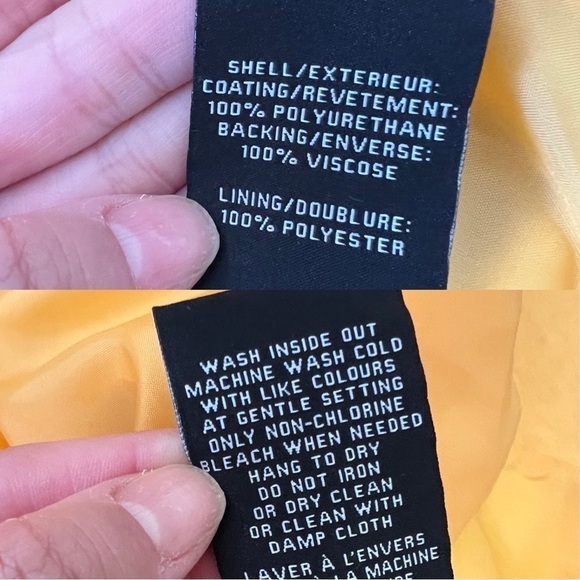 SHELL/EXTERIEUR:
COATING/REVETEMENT:
100% POLYURETHANE
BACKING/ENVERSE:
100% VISCOSE
LINING/DOUBLURE:
100% POLYESTER
WASH INSIDE OUT
MACHINE WASH COLD
WITH LIKE COLOURS
AT GENTLE SETTING
ONLY NON-CHLORINE
BLEACH WHEN NEEDED
HANG TO DRY
DO NOT IRON
OR DRY CLEAN
OR CLEAN WITH
DAMP CLOTH
LAVER À L'ENVERS
À LA MACHINE